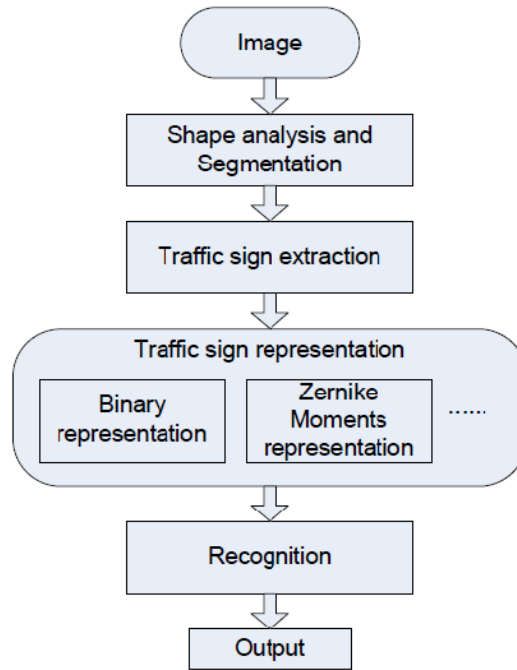 Image
Shape analysis and
Segmentation
Traffic sign extraction
Traffic sign representation
Binary
representation
Zernike
Moments
representation
......
Recognition
Output